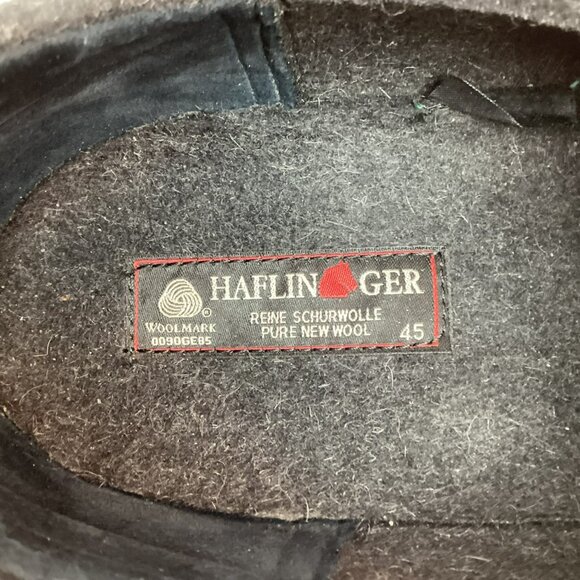 HAFLINGER
REINE SCHURWOLLE
PURE NEW WOOL
45
WOOLMARK
0090GE85